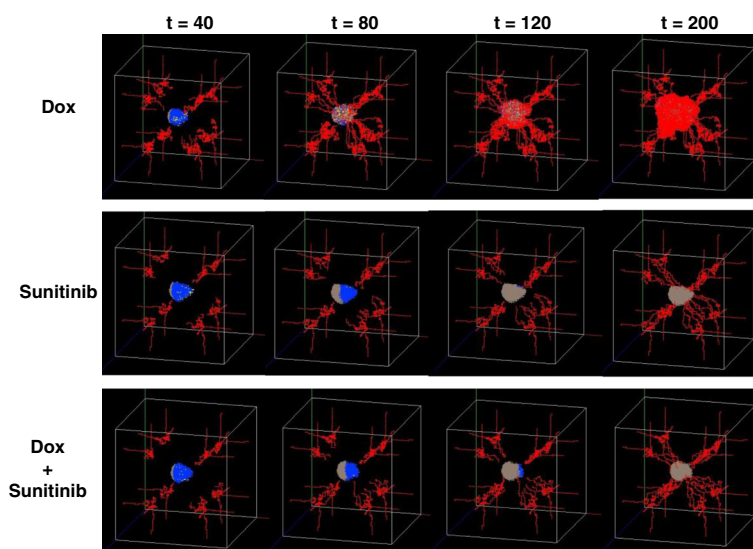 t = 40 t = 80 t = 120 t = 200
Dox
Sunitinib
Dox
+
Sunitinib